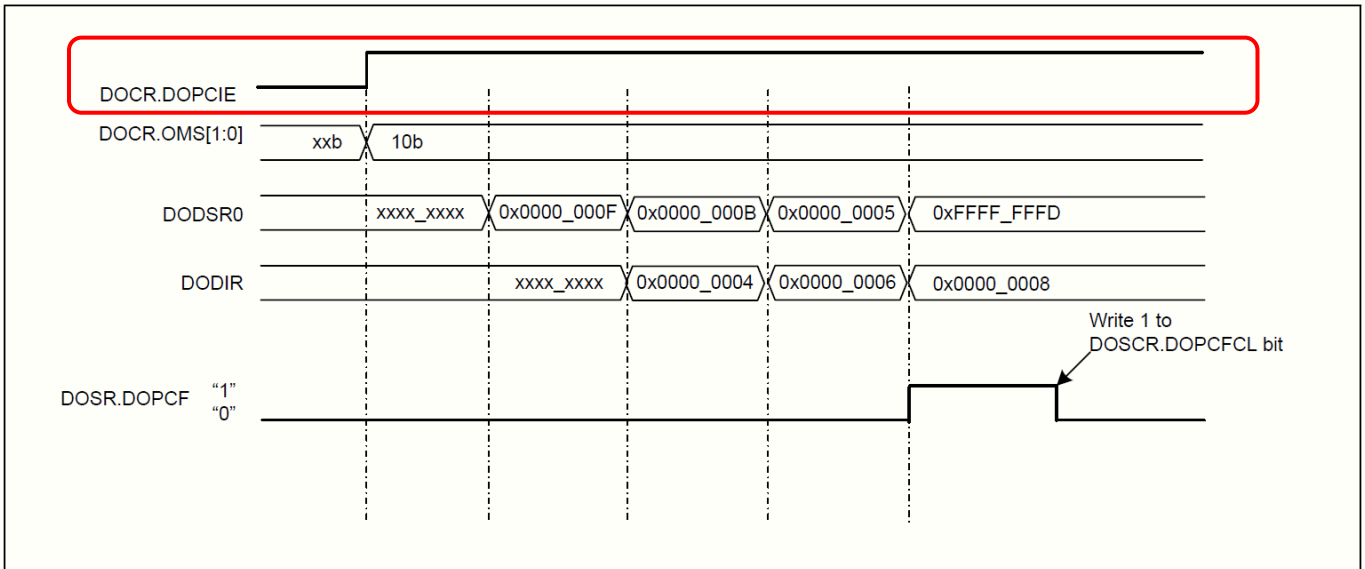 DOCR.DOPCIE
DOCR.OMS[1:0] xxb 10b
DODSR0 xxxx_xxxx 0x0000_000F 0x0000_000B 0x0000_0005 0xFFFF_FFFD
DODIR xxxx_xxxx 0x0000_0004 0x0000_0006 0x0000_0008
Write 1 to
DOSCR.DOPCFCL bit
DOSR.DOPCF “1”
“0”